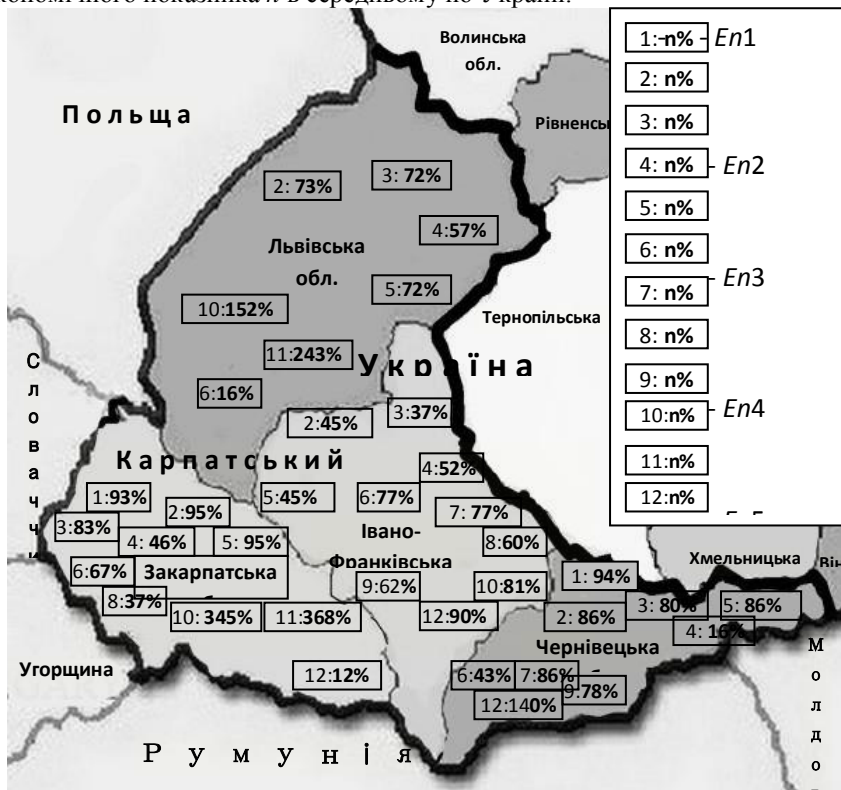 Волинська
обл.
Польща
Рівненсь
2: 73%
3: 72%
4:57%
Львівська
обл.
5:72%
10:152%
Тернопільська
11:243%
Україна
6:16%
2:45%
3:37%
Карпатський
4:52%
1:93%
2:95%
5:45%
6:77%
7: 77%
3:83%
4: 46%
5: 95%
Івано-
Франківська
8:60%
6:67%
Закарпатська
9:62%
10:81%
8:37%
10: 345%
11:368%
12:90%
12:12%
1: 94%
2: 86%
3: 80%
5: 86%
4: 16%
Хмельницька
Він
Чернівецька
6:43%
7:86%
9:78%
12:140%
Угорщина
Румунія
Словаччи
Молдо
1:-n% - En1
2: n%
3: n%
4: n% - En2
5: n%
6: n%
- En3
7: n%
8: n%
9: n%
10:n% - En4
11:n%
12:n%